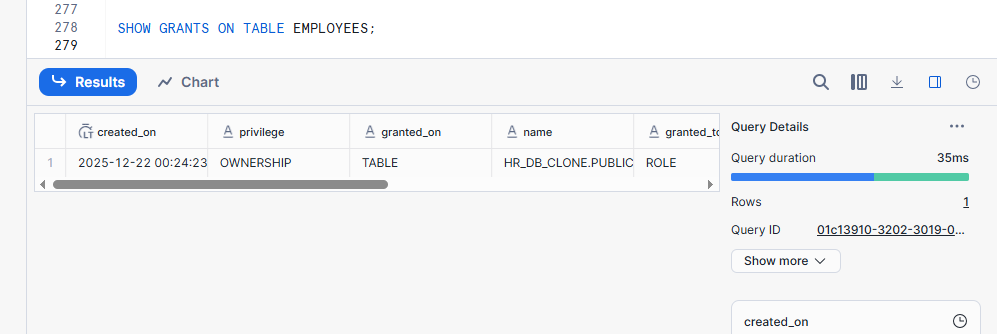 277
278 SHOW GRANTS ON TABLE EMPLOYEES;
279
Results Chart
created_on privilege granted_on name granted_to
1 2025-12-22 00:24:23 OWNERSHIP TABLE HR_DB_CLONE.PUBLIC ROLE
Query Details ...
Query duration 35ms
Rows 1
Query ID 01c13910-3202-3019-0...
Show more
created_on